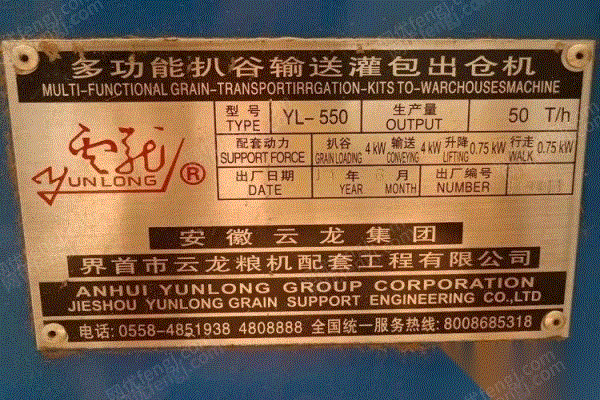 多功能扒谷输送灌包出仓机
MULTI-FUNCTIONAL GRAIN-TRANSPORTIRRGATION-KITS TO-WARCHOUSESMACHINE
型号 TYPE YL-550 生产量 OUTPUT 50 T/h
配套动力 SUPPORT FORCE 扒谷 GRAIN LOADING 4 kW 输送 CONVEYING 4 kW 升降 LIFTING 0.75 kW 行走 WALK 0.75 kW
出厂日期 DATE 年 YEAR 月 MONTH 出厂编号 NUMBER
云龙
YUNLONG ®
安徽云龙集团
界首市云龙粮机配套工程有限公司
ANHUI YUNLONG GROUP CORPORATION
JIESHOU YUNLONG GRAIN SUPPORT ENGINEERING CO.,LTD
电话: 0558-4851938 4808888 全国统一服务热线: 8008685318